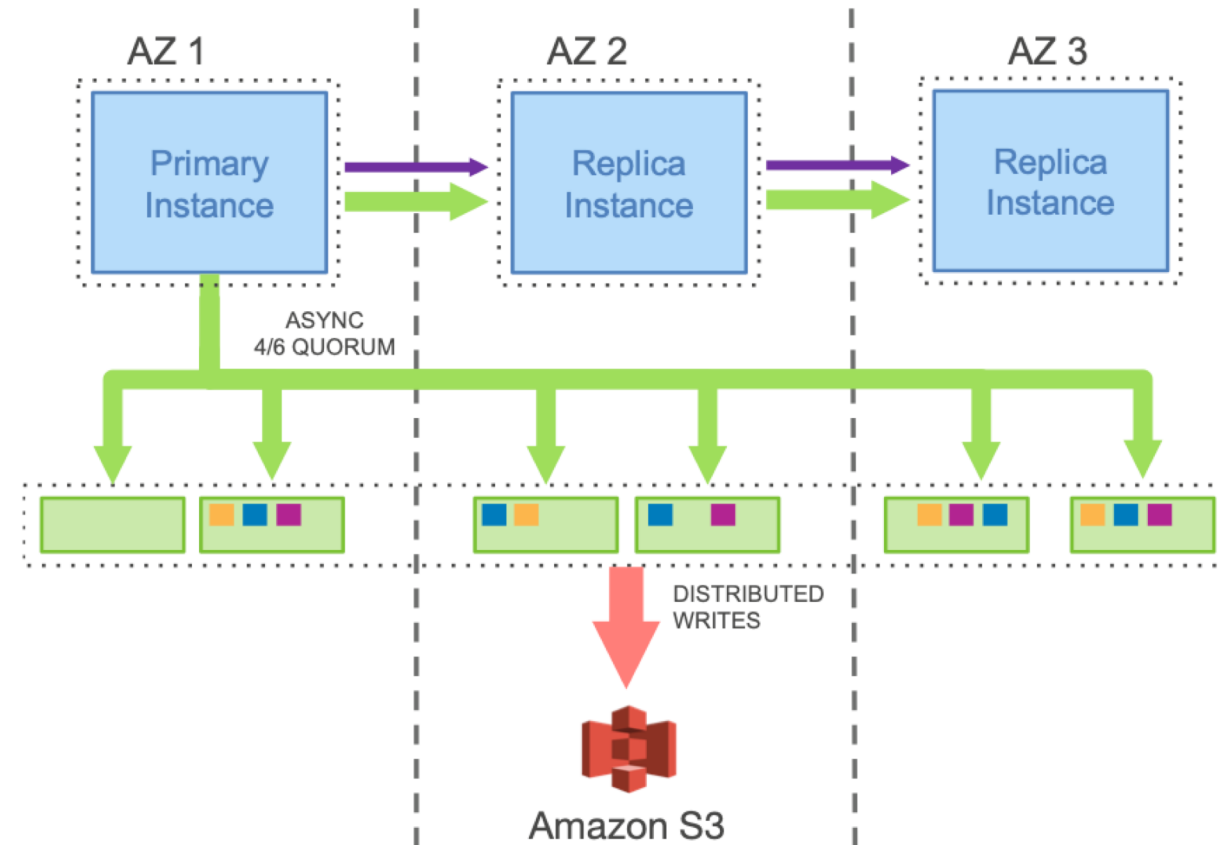 AZ 1
AZ 2
AZ 3
Primary
Instance
Replica
Instance
Replica
Instance
ASYNC
4/6 QUORUM
DISTRIBUTED
WRITES
Amazon S3